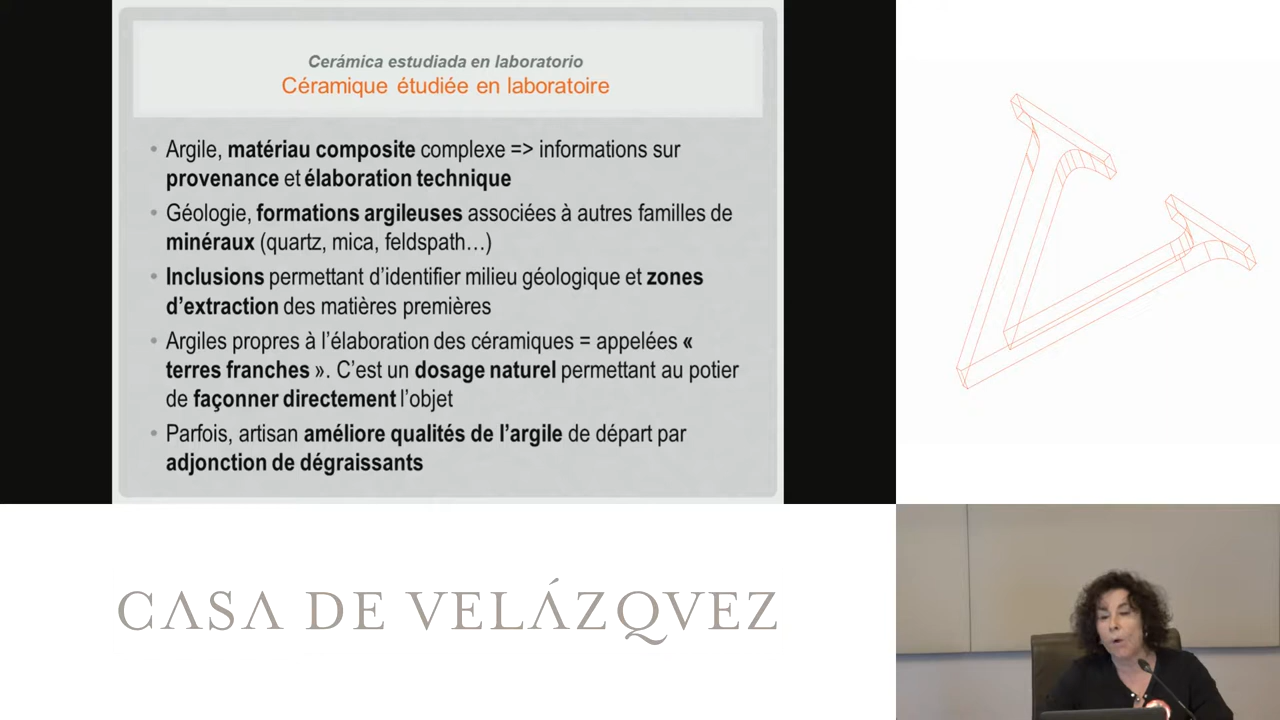 Cerámica estudiada en laboratorio
Céramique étudiée en laboratoire
• Argile, matériau composite complexe => informations sur
provenance et élaboration technique
• Géologie, formations argileuses associées à autres familles de
minéraux (quartz, mica, feldspath…)
• Inclusions permettant d’identifier milieu géologique et zones
d’extraction des matières premières
• Argiles propres à l’élaboration des céramiques = appelées «
terres franches ». C’est un dosage naturel permettant au potier
de façonner directement l’objet
• Parfois, artisan améliore qualités de l’argile de départ par
adjonction de dégraissants
CASA DE VELÁZQVEZ